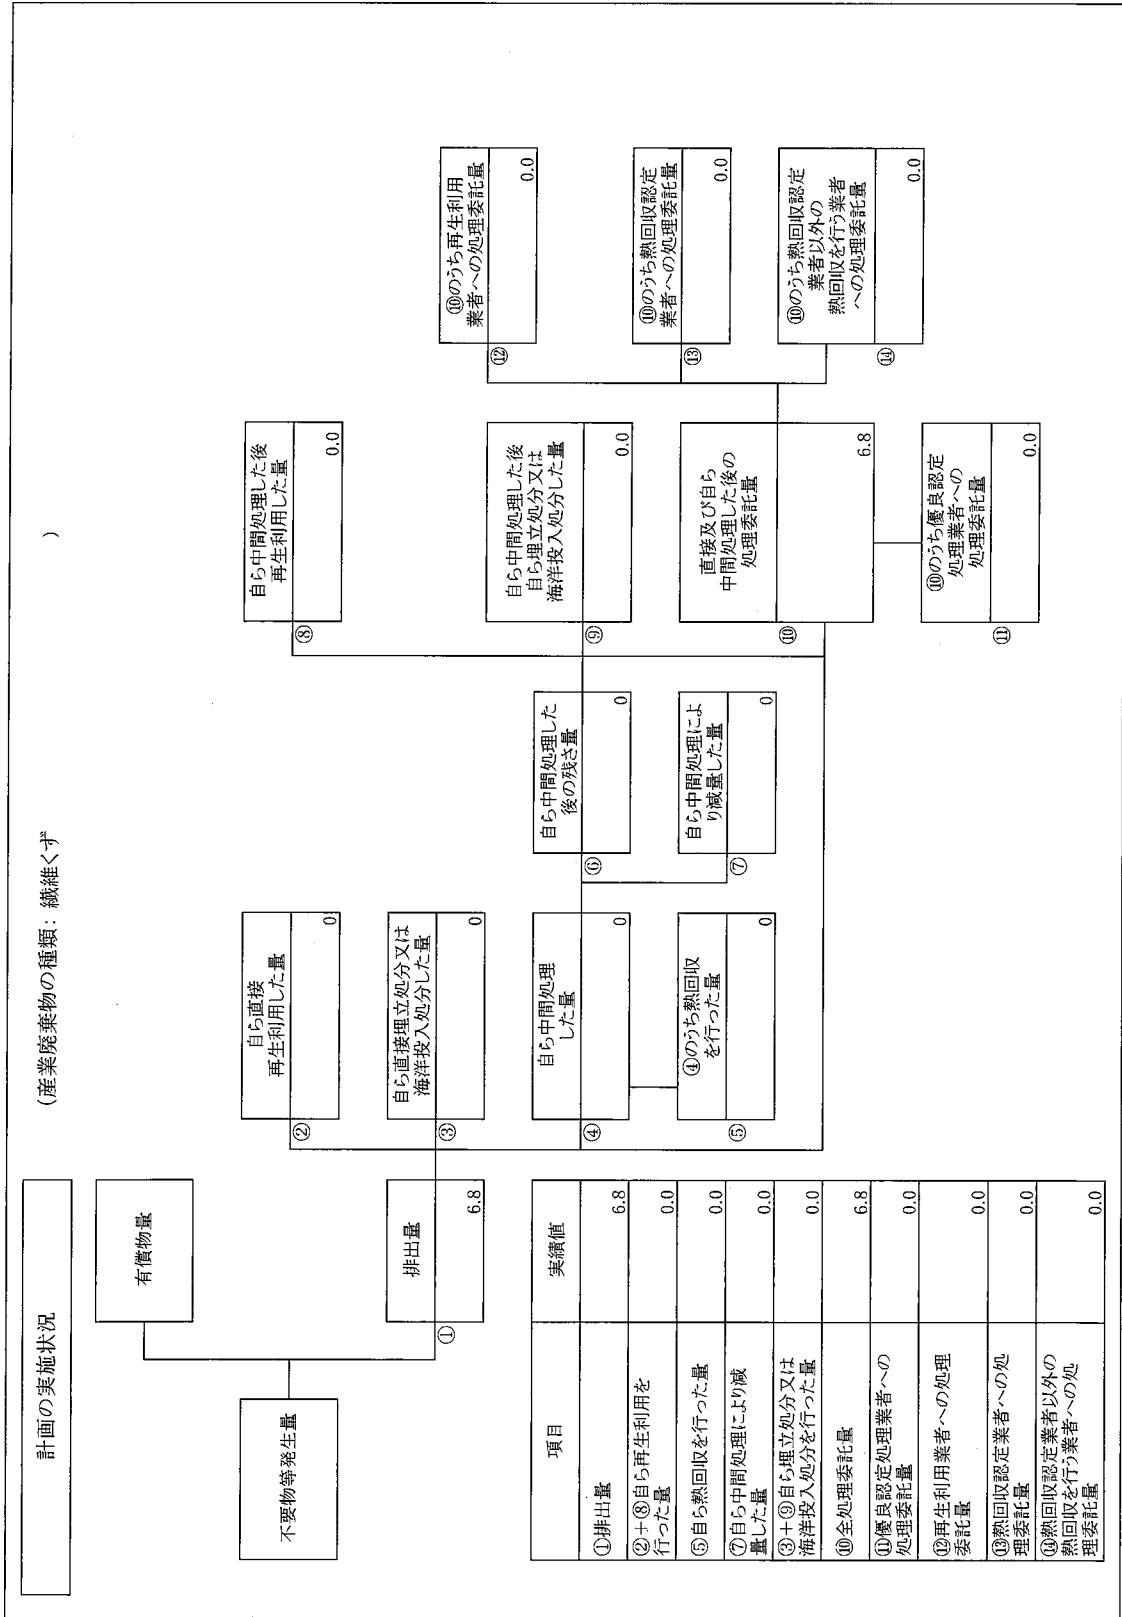 計画の実施状況
(産業廃棄物の種類: 繊維くず
)
不要物等発生量
有償物量
排出量
①
6.8
自ら直接
再生利用した量
②
0
自ら直接埋立処分又は
海洋投入処分した量
③
0
自ら中間処理
した量
④
0
④のうち熱回収
を行った量
⑤
0
自ら中間処理した
後の残さ量
⑥
0
自ら中間処理によ
り減量した量
⑦
0
自ら中間処理した後
再生利用した量
⑧
0.0
自ら中間処理した後
自ら埋立処分又は
海洋投入処分した量
⑨
0.0
直接及び自ら
中間処理した後の
処理委託量
⑩
6.8
⑩のうち優良認定
処理業者への
処理委託量
⑪
0.0
⑩のうち再生利用
業者への処理委託量
⑫
0.0
⑩のうち熱回収認定
業者への処理委託量
⑬
0.0
⑩のうち熱回収認定
業者以外の
熱回収を行う業者
への処理委託量
⑭
0.0
項目 実績値
①排出量 6.8
②+⑧自ら再生利用を
行った量 0.0
⑤自ら熱回収を行った量 0.0
⑦自ら中間処理により減
量した量 0.0
③+⑨自ら埋立処分又は
海洋投入処分を行った量 0.0
⑩全処理委託量 6.8
⑪優良認定処理業者への
処理委託量 0.0
⑫再生利用業者への処理
委託量 0.0
⑬熱回収認定業者への処
理委託量 0.0
⑭熱回収認定業者以外の
熱回収を行う業者への処
理委託量 0.0